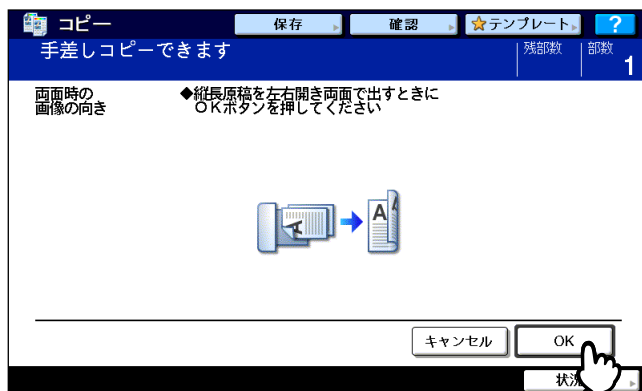 コピー 保存 確認 テンプレート ?
手差しコピーできます 残部数 部数
1
両面時の
画像の向き
◆縦長原稿を左右開き両面で出すときに
OKボタンを押してください
A A
キャンセル OK